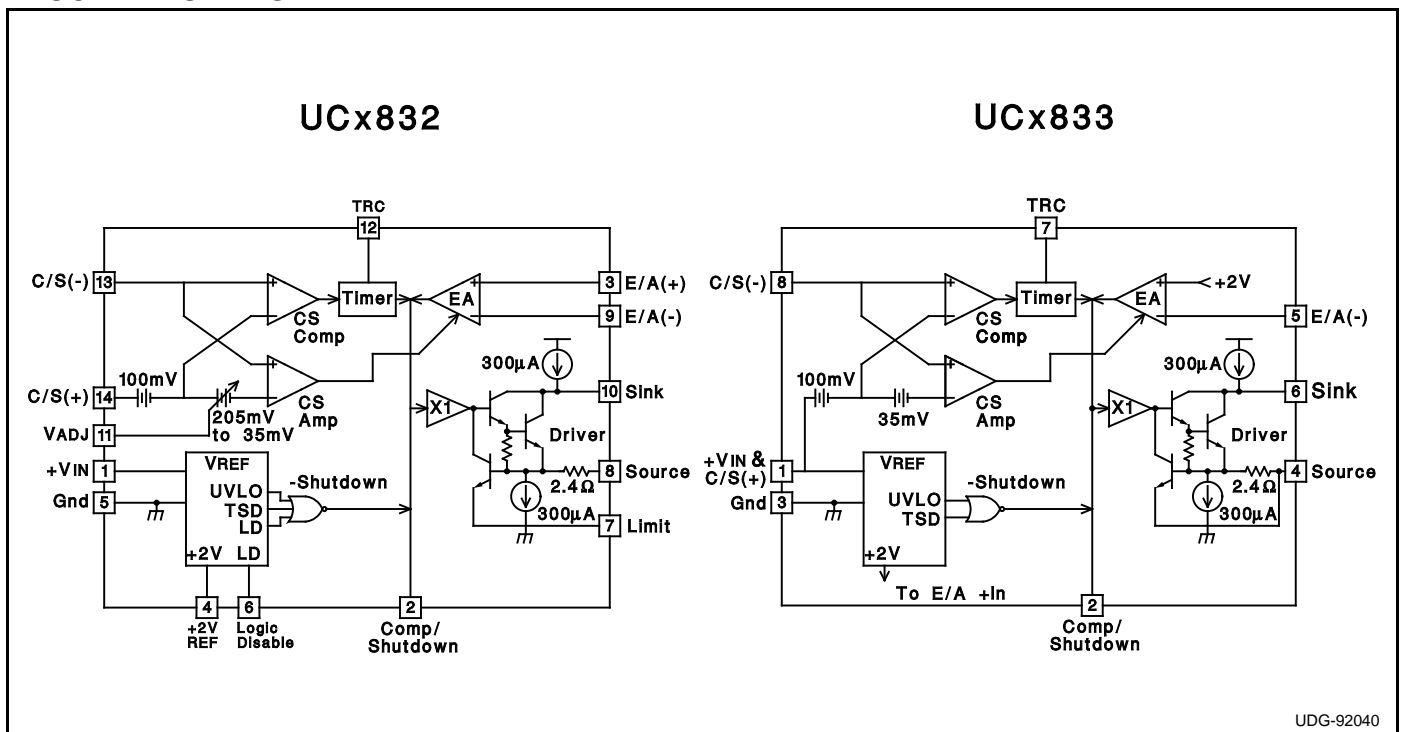 UCx832
TRC
12
C/S(-) 13
CS
Comp
Timer
EA
3 E/A(+)
9 E/A(-)
300µA
100mV
C/S(+) 14
205mV
to 35mV
CS
Amp
VADJ 11
+VIN 1
Gnd 5
VREF
UVLO
TSD
LD
+2V LD
-Shutdown
X1
10 Sink
Driver
8 Source
2.4Ω
300µA
7 Limit
4
+2V
REF
6
Logic
Disable
2
Comp/
Shutdown
UCx833
TRC
7
C/S(-) 8
CS
Comp
Timer
EA
+2V
5 E/A(-)
300µA
100mV
35mV
CS
Amp
+VIN &
C/S(+)
1
Gnd 3
VREF
UVLO
TSD
+2V
-Shutdown
X1
6 Sink
Driver
4 Source
2.4Ω
300µA
To E/A +In
2
Comp/
Shutdown
UDG-92040